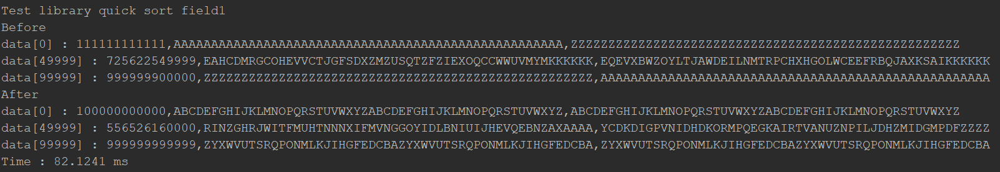 Test library quick sort field1
Before
data[0] : 111111111111,AAAAAAAAAAAAAAAAAAAAAAAAAAAAAAAAAAAAAAAAAAAAAAAAAAAA,ZZZZZZZZZZZZZZZZZZZZZZZZZZZZZZZZZZZZZZZZZZZZZZZZZZZZ
data[49999] : 725622549999,EAHCDMRGCOHEVVCTJGFSDXZMZUSQTZFZIEXOQCCWWUVMYMKKKKKK,EQEVXBWZOYLTJAWDEILNMTRPCHXHGOLWCEEFRBQJAXKSAIKKKKKK
data[99999] : 999999900000,ZZZZZZZZZZZZZZZZZZZZZZZZZZZZZZZZZZZZZZZZZZZZZZZZZZZZ,AAAAAAAAAAAAAAAAAAAAAAAAAAAAAAAAAAAAAAAAAAAAAAAAAAAA
After
data[0] : 100000000000,ABCDEFGHIJKLMNOPQRSTUVWXYZABCDEFGHIJKLMNOPQRSTUVWXYZ,ABCDEFGHIJKLMNOPQRSTUVWXYZABCDEFGHIJKLMNOPQRSTUVWXYZ
data[49999] : 556526160000,RINZGHRJWITFMUHTNNNXIFMVNGGOYIDLBNIUIJHEVQEBNZAXAAAA,YCDKDIGPVNIDHDKORMPQEGKAIRTVANUZNPILJDHZMIDGMPDFZZZZ
data[99999] : 999999999999,ZYXWVUTSRQPONMLKJIHGFEDCBAZYXWVUTSRQPONMLKJIHGFEDCBA,ZYXWVUTSRQPONMLKJIHGFEDCBAZYXWVUTSRQPONMLKJIHGFEDCBA
Time : 82.1241 ms